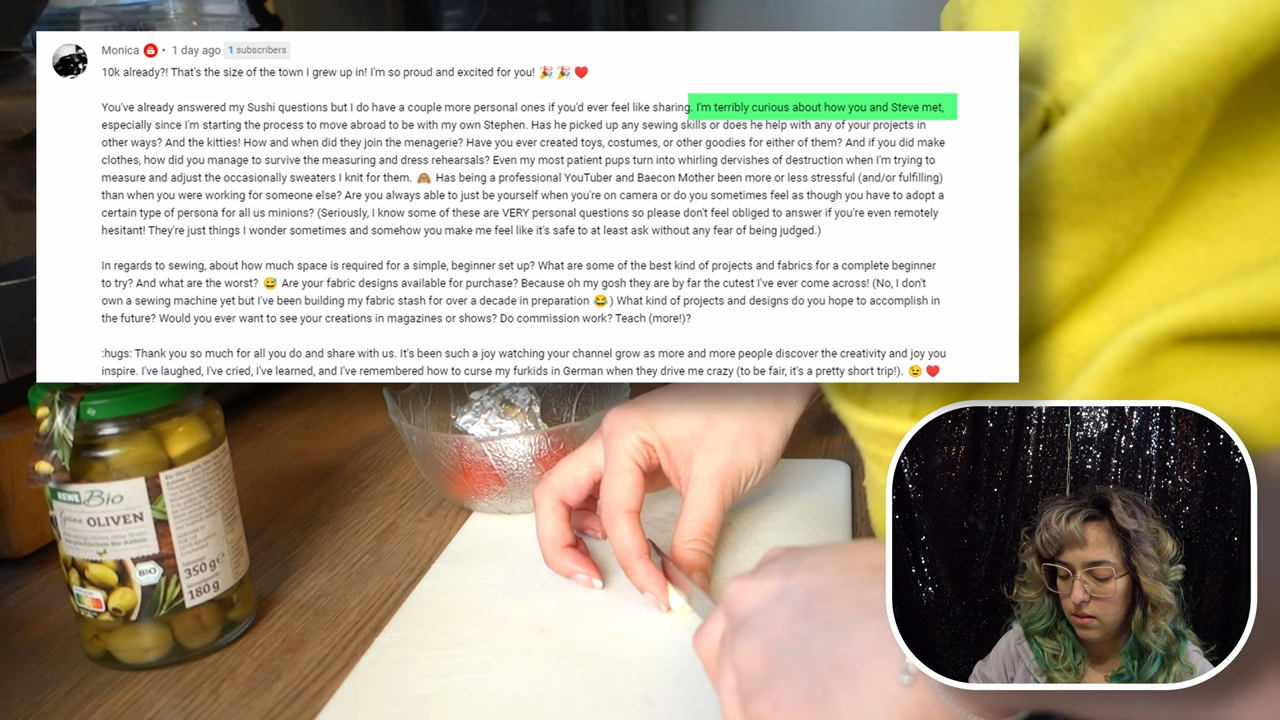 Monica • 1 day ago 1 subscribers
10k already?! That's the size of the town I grew up in! I'm so proud and excited for you! 🎉 🎉 ❤️
You've already answered my Sushi questions but I do have a couple more personal ones if you'd ever feel like sharing. I'm terribly curious about how you and Steve met,
especially since I'm starting the process to move abroad to be with my own Stephen. Has he picked up any sewing skills or does he help with any of your projects in
other ways? And the kitties! How and when did they join the menagerie? Have you ever created toys, costumes, or other goodies for either of them? And if you did make
clothes, how did you manage to survive the measuring and dress rehearsals? Even my most patient pups turn into whirling dervishes of destruction when I'm trying to
measure and adjust the occasionally sweaters I knit for them. 🙈 Has being a professional YouTuber and Baecon Mother been more or less stressful (and/or fulfilling)
than when you were working for someone else? Are you always able to just be yourself when you're on camera or do you sometimes feel as though you have to adopt a
certain type of persona for all us minions? (Seriously, I know some of these are VERY personal questions so please don't feel obliged to answer if you're even remotely
hesitant! They're just things I wonder sometimes and somehow you make me feel like it's safe to at least ask without any fear of being judged.)
In regards to sewing, about how much space is required for a simple, beginner set up? What are some of the best kind of projects and fabrics for a complete beginner
to try? And what are the worst? 😅 Are your fabric designs available for purchase? Because oh my gosh they are by far the cutest I've ever come across! (No, I don't
own a sewing machine yet but I've been building my fabric stash for over a decade in preparation 😂 ) What kind of projects and designs do you hope to accomplish in
the future? Would you ever want to see your creations in magazines or shows? Do commission work? Teach (more!)?
:hugs: Thank you so much for all you do and share with us. It's been such a joy watching your channel grow as more and more people discover the creativity and joy you
inspire. I've laughed, I've cried, I've learned, and I've remembered how to curse my furkids in German when they drive me crazy (to be fair, it's a pretty short trip!). 😉 ❤️
REWE Bio
Grüne OLIVEN
BIO
350 g
180 g